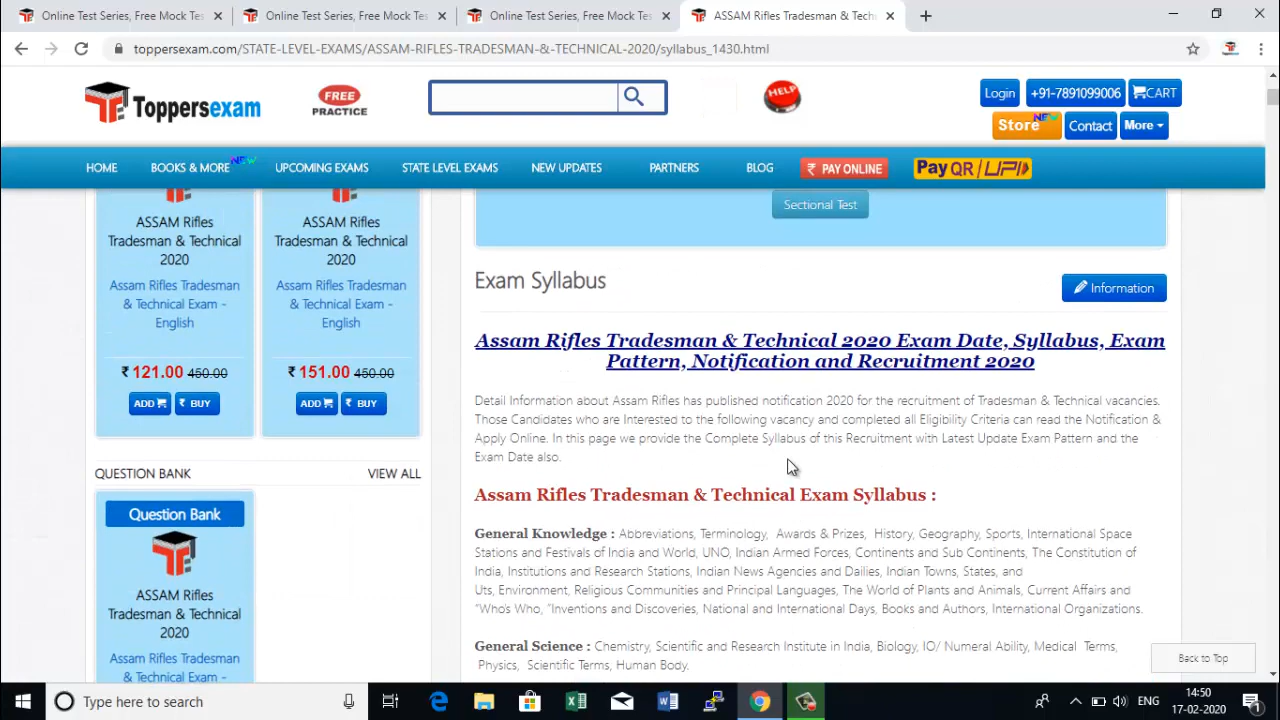 Online Test Series, Free Mock Tes
Online Test Series, Free Mock Tes
Online Test Series, Free Mock Tes
ASSAM Rifles Tradesman & Tech
toppersexam.com/STATE-LEVEL-EXAMS/ASSAM-RIFLES-TRADESMAN-&-TECHNICAL-2020/syllabus_1430.html
Toppersexam
FREE
PRACTICE
HELP
Login
+91-7891099006
CART
Store
NEW
Contact
More
HOME
BOOKS & MORE
NEW
UPCOMING EXAMS
STATE LEVEL EXAMS
NEW UPDATES
PARTNERS
BLOG
₹ PAY ONLINE
Pay QR / UPI
ASSAM Rifles
Tradesman & Technical
2020
Assam Rifles Tradesman
& Technical Exam -
English
₹ 121.00 450.00
ADD
₹ BUY
ASSAM Rifles
Tradesman & Technical
2020
Assam Rifles Tradesman
& Technical Exam -
English
₹ 151.00 450.00
ADD
₹ BUY
QUESTION BANK
VIEW ALL
Question Bank
ASSAM Rifles
Tradesman & Technical
2020
Assam Rifles Tradesman
& Technical Exam -
Sectional Test
Exam Syllabus
Information
Assam Rifles Tradesman & Technical 2020 Exam Date, Syllabus, Exam
Pattern, Notification and Recruitment 2020
Detail Information about Assam Rifles has published notification 2020 for the recruitment of Tradesman & Technical vacancies.
Those Candidates who are Interested to the following vacancy and completed all Eligibility Criteria can read the Notification &
Apply Online. In this page we provide the Complete Syllabus of this Recruitment with Latest Update Exam Pattern and the
Exam Date also.
Assam Rifles Tradesman & Technical Exam Syllabus :
General Knowledge : Abbreviations, Terminology, Awards & Prizes, History, Geography, Sports, International Space
Stations and Festivals of India and World, UNO, Indian Armed Forces, Continents and Sub Continents, The Constitution of
India, Institutions and Research Stations, Indian News Agencies and Dailies, Indian Towns, States, and
Uts, Environment, Religious Communities and Principal Languages, The World of Plants and Animals, Current Affairs and
"Who's Who, "Inventions and Discoveries, National and International Days, Books and Authors, International Organizations.
General Science : Chemistry, Scientific and Research Institute in India, Biology, IO/ Numeral Ability, Medical Terms,
Physics, Scientific Terms, Human Body.
Back to Top
Type here to search
ENG
14:50
17-02-2020
1